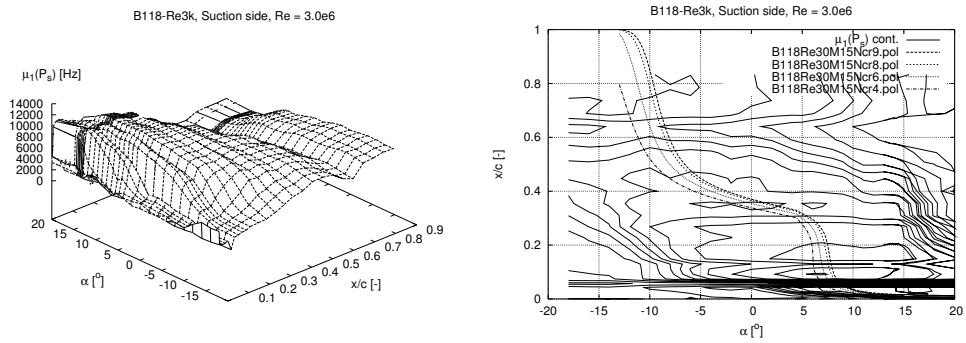 B118-Re3k, Suction side, Re = 3.0e6
μ1(Ps) [Hz]
14000
12000
10000
8000
6000
4000
2000
0
20
15
10
5
0
-5
-10
-15
α [°]
0.1
0.2
0.3
0.4
0.5
0.6
0.7
0.8
0.9
x/c [-]
B118-Re3k, Suction side, Re = 3.0e6
μ1(Ps) cont.
B118Re30M15Ncr9.pol
B118Re30M15Ncr8.pol
B118Re30M15Ncr6.pol
B118Re30M15Ncr4.pol
1
0.8
0.6
0.4
0.2
0
x/c [-]
-20 -15 -10 -5 0 5 10 15 20
α [°]